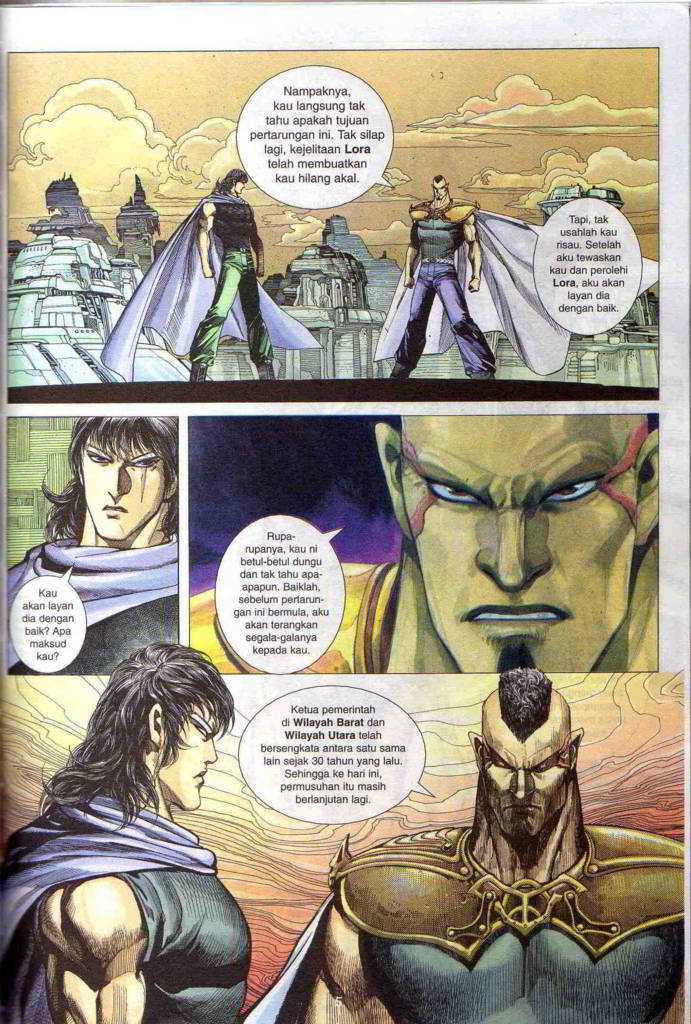 Nampaknya,
kau langsung tak
tahu apakah tujuan
pertarungan ini. Tak silap
lagi, kejelitaan Lora
telah membuatkan
kau hilang akal.
Tapi, tak
usahlah kau
risau. Setelah
aku tewaskan
kau dan perolehi
Lora, aku akan
layan dia
dengan baik.
Kau
akan layan
dia dengan
baik? Apa
maksud
kau?
Rupa-
rupanya, kau ni
betul-betul dungu
dan tak tahu apa-
apapun. Baiklah,
sebelum pertarun-
gan ini bermula, aku
akan terangkan
segala-galanya
kepada kau.
Ketua pemerintah
di Wilayah Barat dan
Wilayah Utara telah
bersengkata antara satu sama
lain sejak 30 tahun yang lalu.
Sehingga ke hari ini,
permusuhan itu masih
berlanjutan lagi.
5